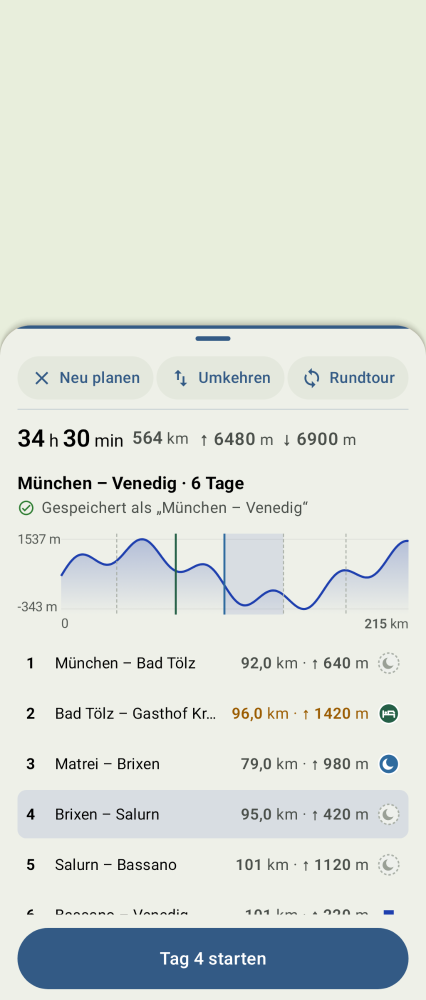 Neu planen Umkehren Rundtour
34 h 30 min 564 km ↑ 6480 m ↓ 6900 m
München – Venedig · 6 Tage
Gespeichert als „München – Venedig“
1537 m
-343 m
0 215 km
1 München – Bad Tölz 92,0 km · ↑ 640 m
2 Bad Tölz – Gasthof Kr… 96,0 km · ↑ 1420 m
3 Matrei – Brixen 79,0 km · ↑ 980 m
4 Brixen – Salurn 95,0 km · ↑ 420 m
5 Salurn – Bassano 101 km · ↑ 1120 m
Bassano – Venedig
Tag 4 starten